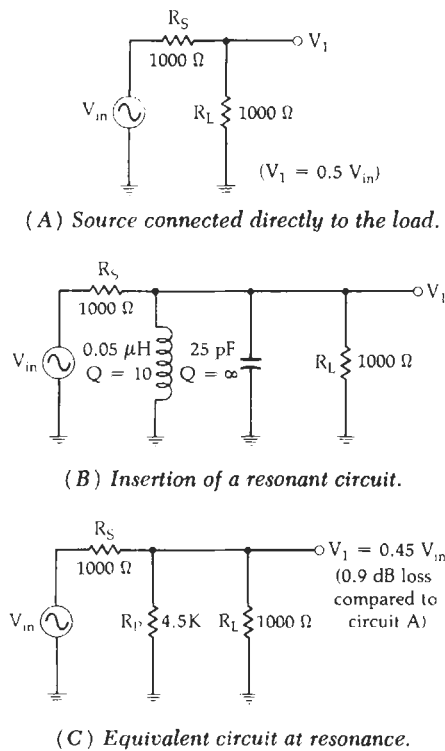 R_S
1000 Ω
V_1
V_in
R_L 1000 Ω
(V_1 = 0.5 V_in)
(A) Source connected directly to the load.
R_S
1000 Ω
V_1
V_in
0.05 μH
Q = 10
25 pF
Q = ∞
R_L 1000 Ω
(B) Insertion of a resonant circuit.
R_S
1000 Ω
V_1 = 0.45 V_in
(0.9 dB loss
compared to
circuit A)
V_in
R_P 4.5K
R_L 1000 Ω
(C) Equivalent circuit at resonance.